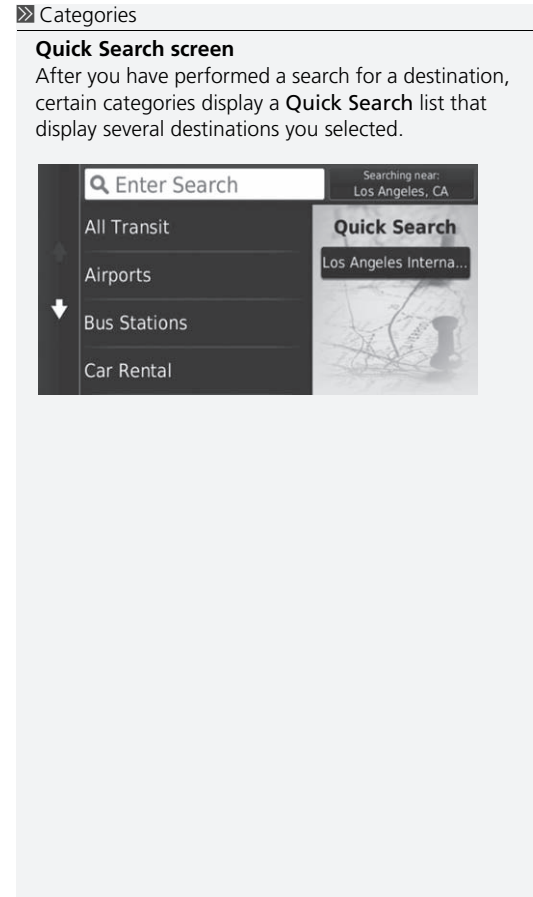 Categories
Quick Search screen
After you have performed a search for a destination,
certain categories display a Quick Search list that
display several destinations you selected.
Enter Search
Searching near:
Los Angeles, CA
All Transit
Quick Search
Airports
Los Angeles Interna...
Bus Stations
Car Rental